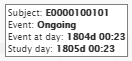 Subject: E0000100101
Event: Ongoing
Event at day: 1804d 00:23
Study day: 1805d 00:23